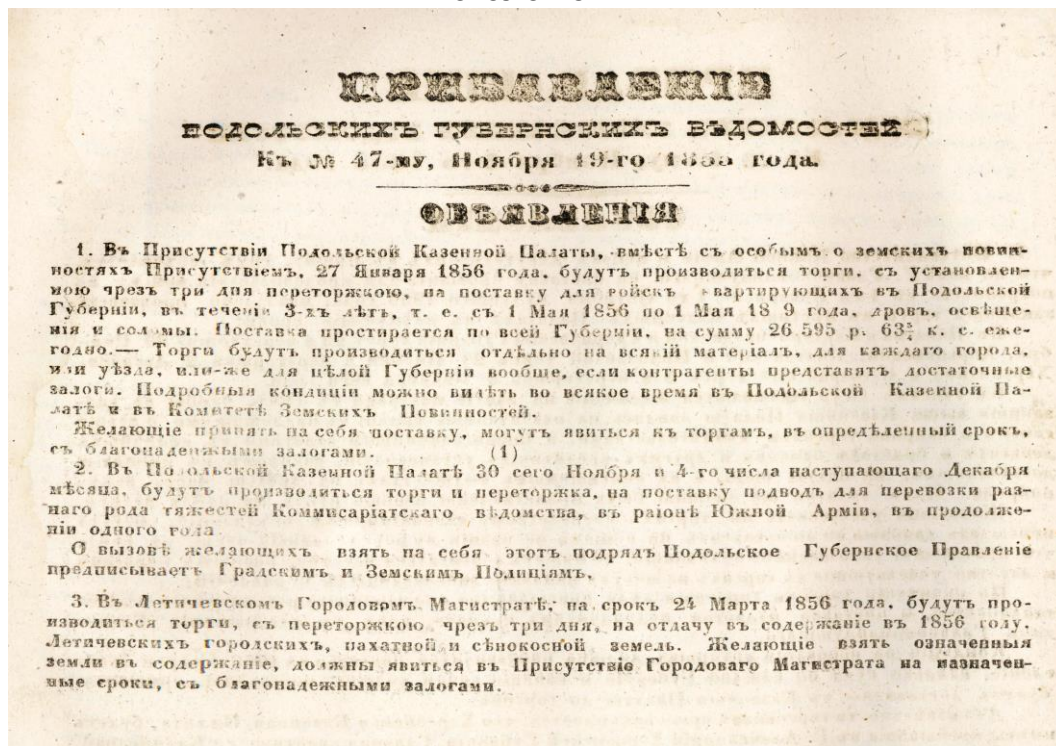 ПРИБАВЛЕНІЕ
ПОДОЛЬСКИХЪ ГУБЕРНСКИХЪ ВѢДОМОСТЕЙ
Къ № 47-му, Ноября 19-го 1855 года.
ОБЪЯВЛЕНІЯ
1. Въ Присутствіи Подольской Казенной Палаты, вмѣстѣ съ особымъ о земскихъ повин-
ностяхъ Присутствіемъ, 27 Января 1856 года, будутъ производиться торги, съ установлен-
ною чрезъ три дня переторжкою, на поставку для войскъ квартирующихъ въ Подольской
Губерніи, въ теченіи 3-хъ лѣтъ, т. е. съ 1 Мая 1856 по 1 Мая 18 9 года, дровъ, освѣще-
нія и соломы. Поставка простирается по всей Губерніи, на сумму 26 595 р. 63 к. с. еже-
годно.— Торги будутъ производиться отдѣльно на всякій матеріалъ, для каждаго города,
или уѣзда, или-же для цѣлой Губерніи вообще, если контрагенты представятъ достаточные
залоги. Подробныя кондиціи можно видѣть во всякое время въ Подольской Казенной Па-
латѣ и въ Комитетѣ Земскихъ Повинностей.
Желающіе принять на себя поставку, могутъ явиться къ торгамъ, въ опредѣленный срокъ,
съ благонадежными залогами. (1)
2. Въ Подольской Казенной Палатѣ 30 сего Ноября и 4-го числа наступающаго Декабря
мѣсяца, будутъ производиться торги и переторжка, на поставку подводъ для перевозки раз-
наго рода тяжестей Коммисаріатскаго вѣдомства, въ раіонѣ Южной Арміи, въ продолже-
ніи одного года.
О вызовѣ желающихъ взять на себя этотъ подрядъ Подольское Губернское Правленіе
предписываетъ Градскимъ и Земскимъ Полиціямъ.
3. Въ Летичевскомъ Городовомъ Магистратѣ, на срокъ 24 Марта 1856 года, будутъ про-
изводиться торги, съ переторжкою чрезъ три дня, на отдачу въ содержаніе въ 1856 году,
Летичевскихъ городскихъ, пахатной и сѣнокосной земель. Желающіе взять означенныя
земли въ содержаніе, должны явиться въ Присутствіе Городоваго Магистрата на назначен-
ные сроки, съ благонадежными залогами.